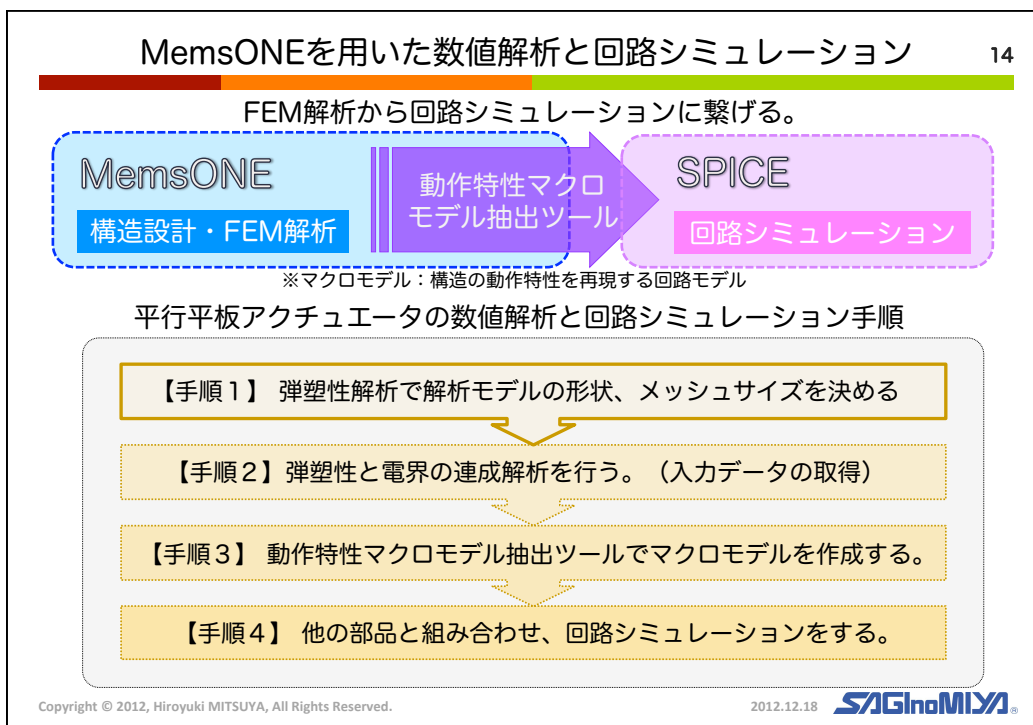 MemsONEを用いた数値解析と回路シミュレーション
14
FEM解析から回路シミュレーションに繋げる。
MemsONE
構造設計・FEM解析
動作特性マクロ
モデル抽出ツール
SPICE
回路シミュレーション
※マクロモデル：構造の動作特性を再現する回路モデル
平行平板アクチュエータの数値解析と回路シミュレーション手順
【手順１】 弾塑性解析で解析モデルの形状、メッシュサイズを決める
【手順２】弾塑性と電界の連成解析を行う。（入力データの取得）
【手順３】 動作特性マクロモデル抽出ツールでマクロモデルを作成する。
【手順４】 他の部品と組み合わせ、回路シミュレーションをする。
Copyright © 2012, Hiroyuki MITSUYA, All Rights Reserved.
2012.12.18
SAGInoMIYA®